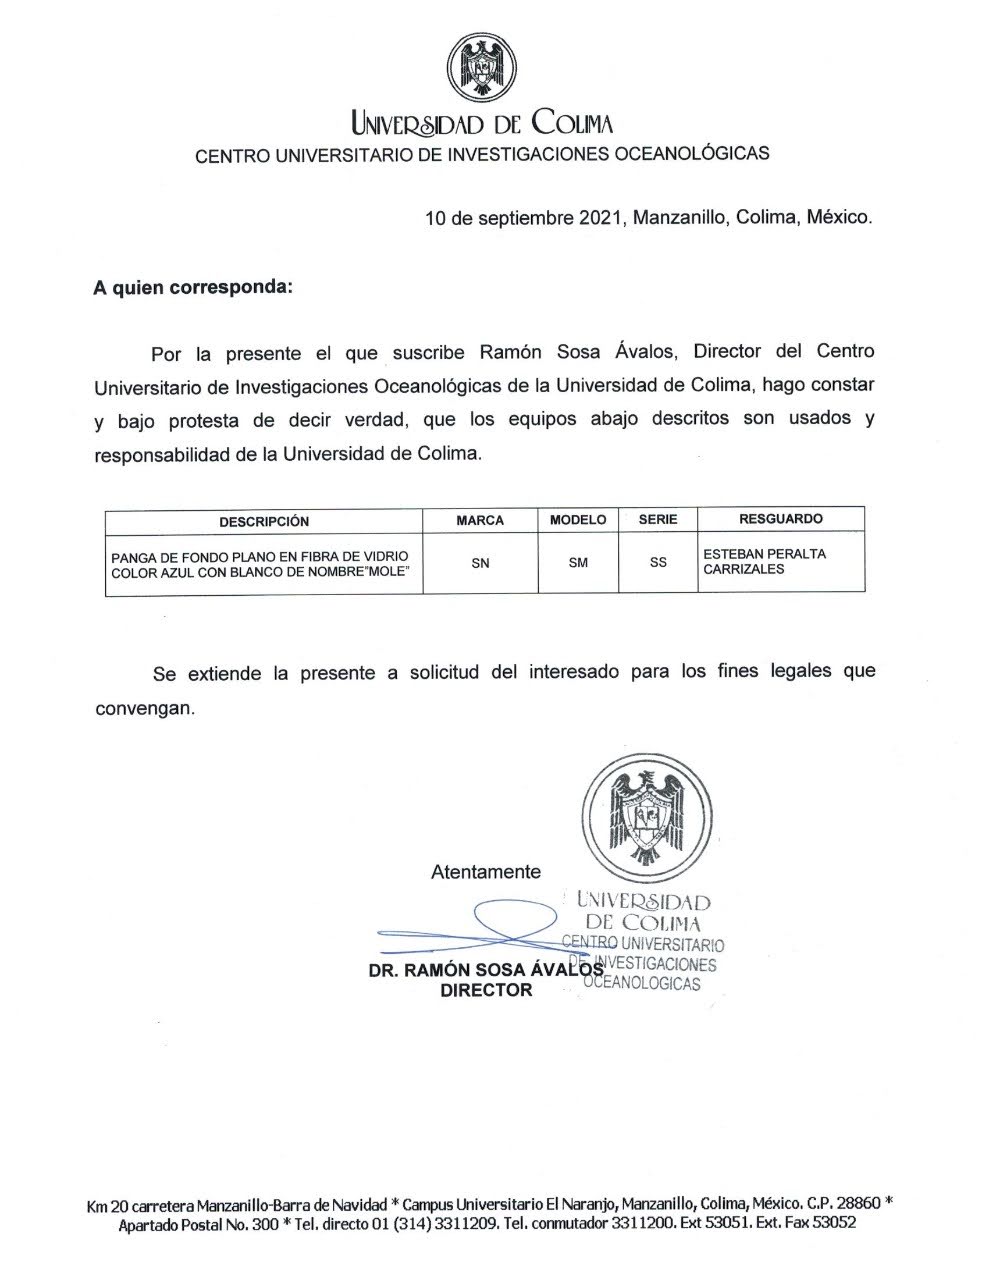 UNIVERSIDAD DE COLIMA
CENTRO UNIVERSITARIO DE INVESTIGACIONES OCEANOLÓGICAS
10 de septiembre 2021, Manzanillo, Colima, México.
A quien corresponda:
Por la presente el que suscribe Ramón Sosa Ávalos, Director del Centro
Universitario de Investigaciones Oceanológicas de la Universidad de Colima, hago constar
y bajo protesta de decir verdad, que los equipos abajo descritos son usados y
responsabilidad de la Universidad de Colima.
DESCRIPCIÓN MARCA MODELO SERIE RESGUARDO
PANGA DE FONDO PLANO EN FIBRA DE VIDRIO
COLOR AZUL CON BLANCO DE NOMBRE"MOLE"
SN SM SS
ESTEBAN PERALTA
CARRIZALES
Se extiende la presente a solicitud del interesado para los fines legales que
convengan.
Atentamente
DR. RAMÓN SOSA ÁVALOS
DIRECTOR
UNIVERSIDAD
DE COLIMA
CENTRO UNIVERSITARIO
DE INVESTIGACIONES
OCEANOLOGICAS
Km 20 carretera Manzanillo-Barra de Navidad * Campus Universitario El Naranjo, Manzanillo, Colima, México. C.P. 28860 *
Apartado Postal No. 300 * Tel. directo 01 (314) 3311209. Tel. conmutador 3311200. Ext 53051. Ext. Fax 53052